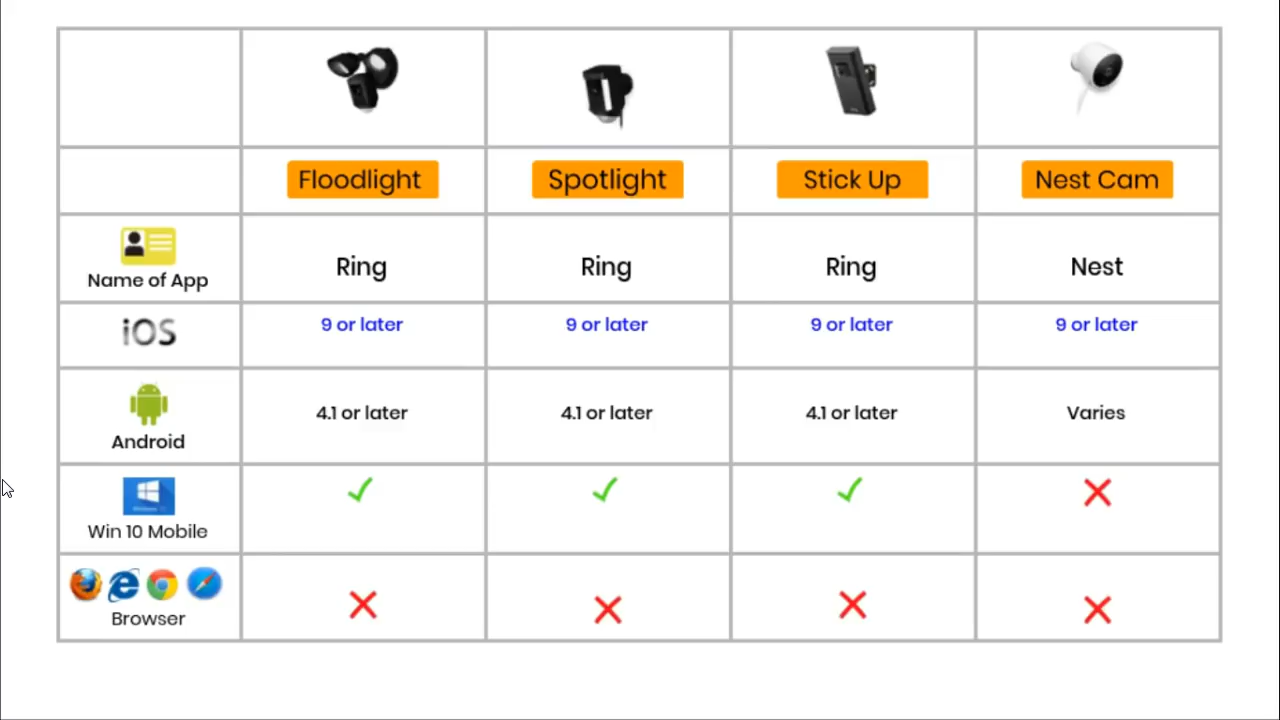 Floodlight Spotlight Stick Up Nest Cam
Name of App Ring Ring Ring Nest
iOS 9 or later 9 or later 9 or later 9 or later
Android 4.1 or later 4.1 or later 4.1 or later Varies
Win 10 Mobile
Browser